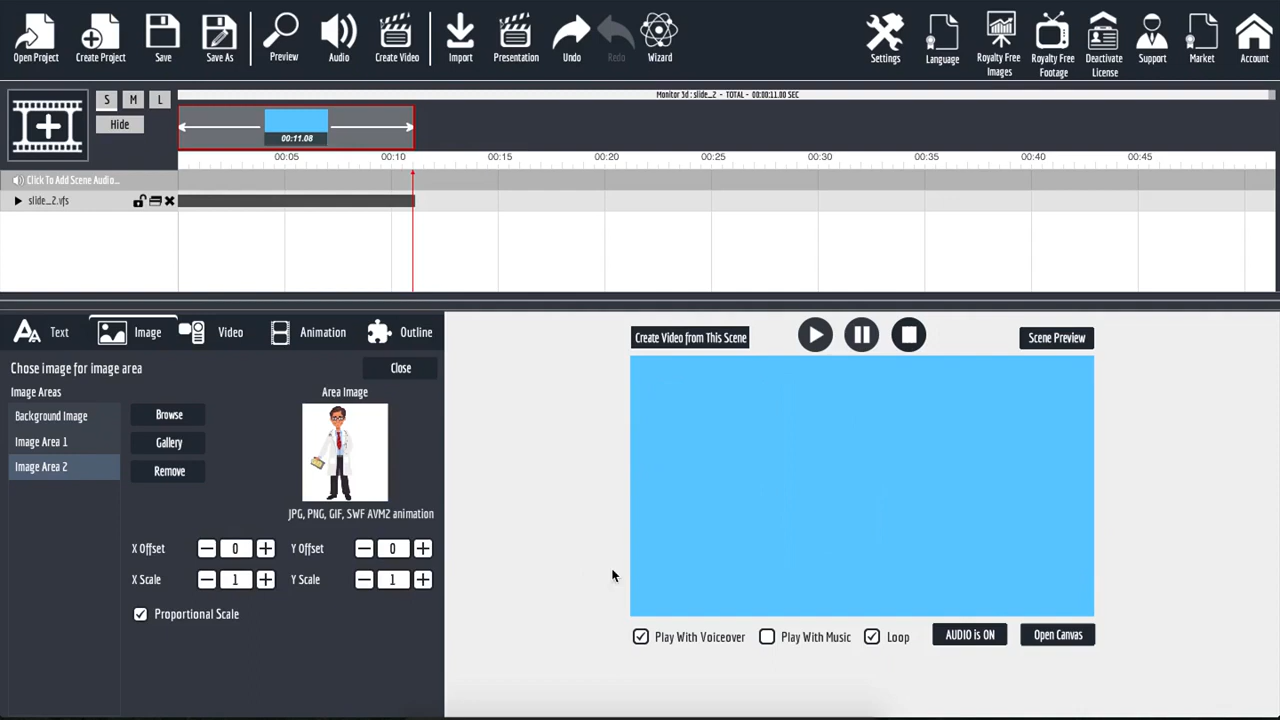 Open Project
Create Project
Save
Save As
Preview
Audio
Create Video
Import
Presentation
Undo
Redo
Wizard
Settings
Language
Royalty Free
Images
Royalty Free
Footage
Deactivate
License
Support
Market
Account
S M L
Hide
Monitor 3d : slide_2 - TOTAL - 00:00:11.00 SEC
00:11.08
00:05 00:10 00:15 00:20 00:25 00:30 00:35 00:40 00:45
Click To Add Scene Audio...
slide_2.vfs
Text
Image
Video
Animation
Outline
Chose image for image area
Close
Image Areas
Background Image
Image Area 1
Image Area 2
Browse
Gallery
Remove
Area Image
JPG, PNG, GIF, SWF AVM2 animation
X Offset 0 Y Offset 0
X Scale 1 Y Scale 1
Proportional Scale
Create Video from This Scene
Scene Preview
Play With Voiceover
Play With Music
Loop
AUDIO is ON
Open Canvas